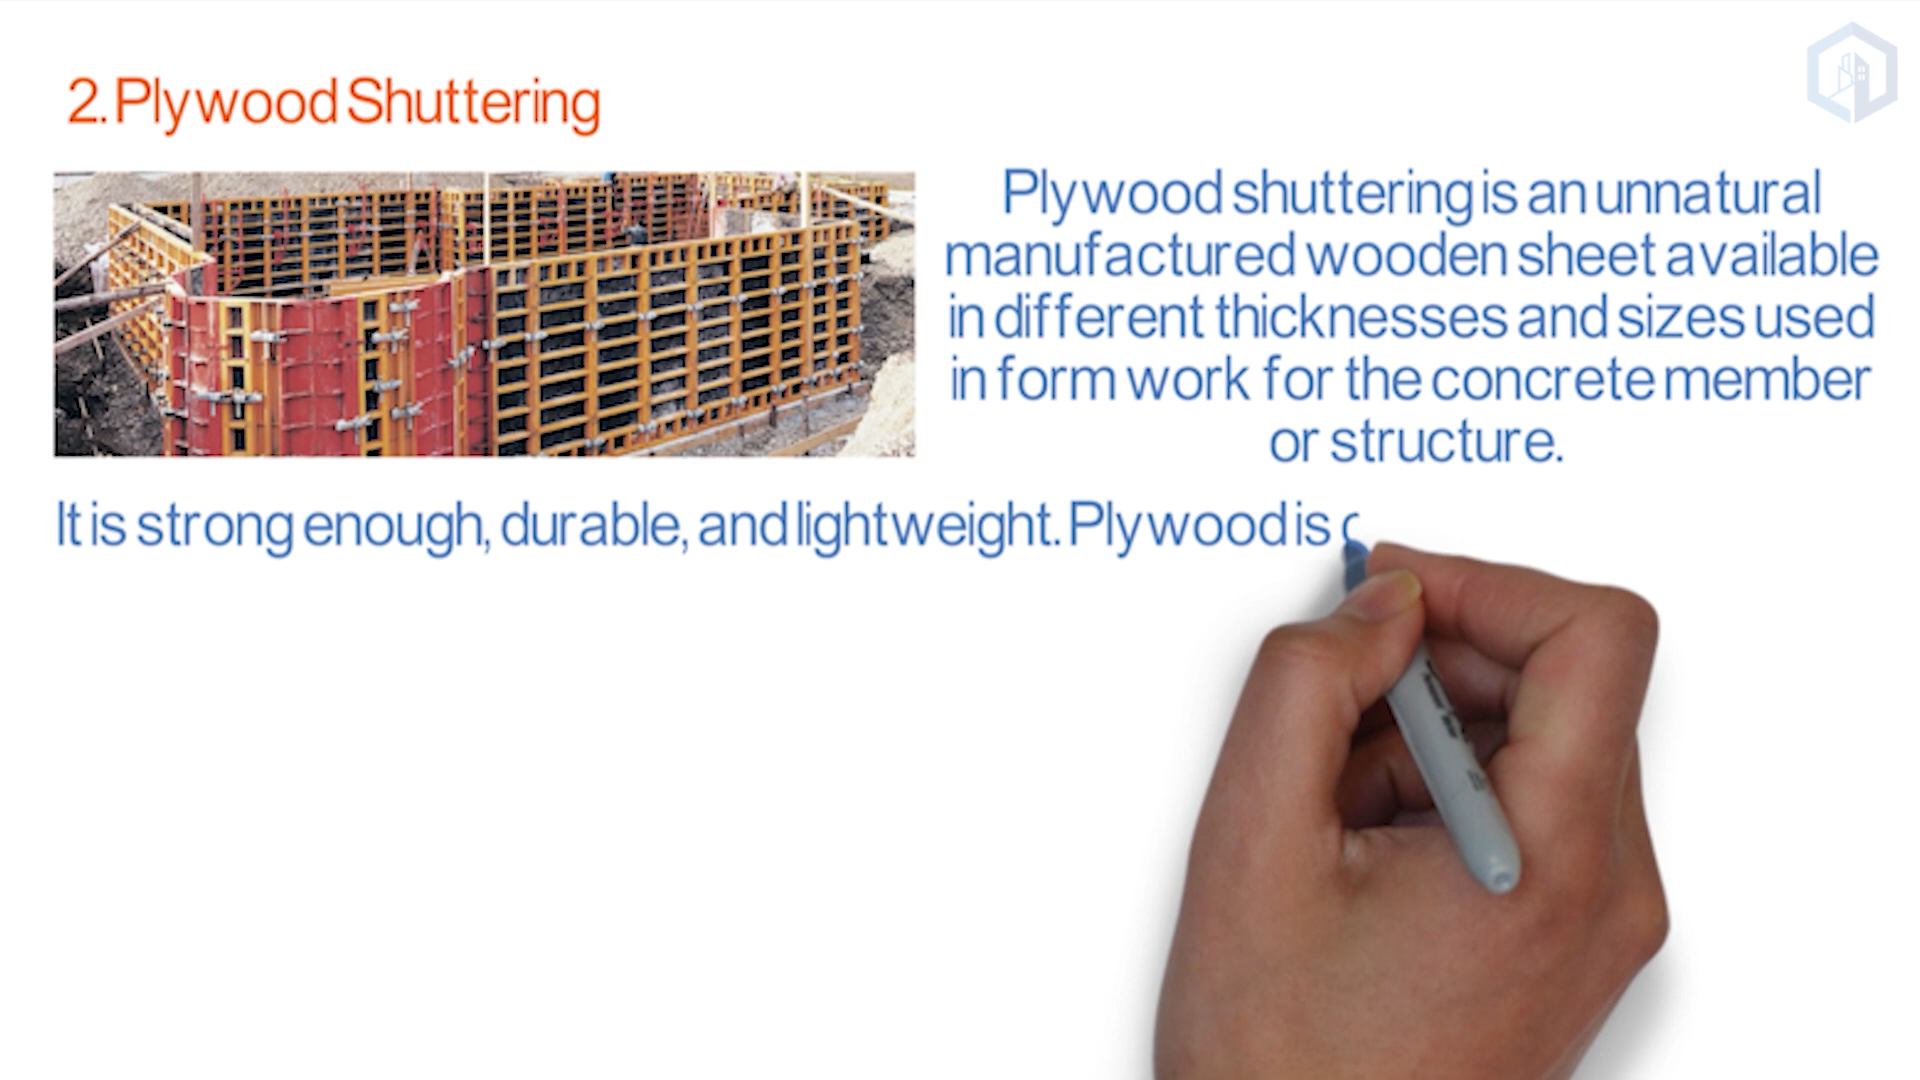 2. Plywood Shuttering
Plywood shuttering is an unnatural
manufactured wooden sheet available
in different thicknesses and sizes used
in form work for the concrete member
or structure.
It is strong enough, durable, and lightweight. Plywood is